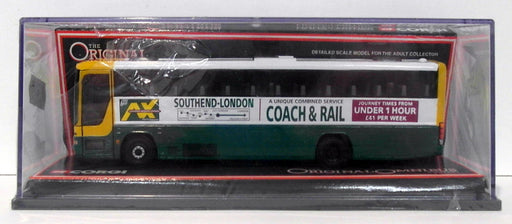 THE
ORIGINAL
DETAILED SCALE MODEL FOR THE ADULT COLLECTOR
AX
SOUTHEND-LONDON
A UNIQUE COMBINED SERVICE
COACH & RAIL
JOURNEY TIMES FROM
UNDER 1 HOUR
£41 PER WEEK
CORGI
ORIGINAL OMNIBUS